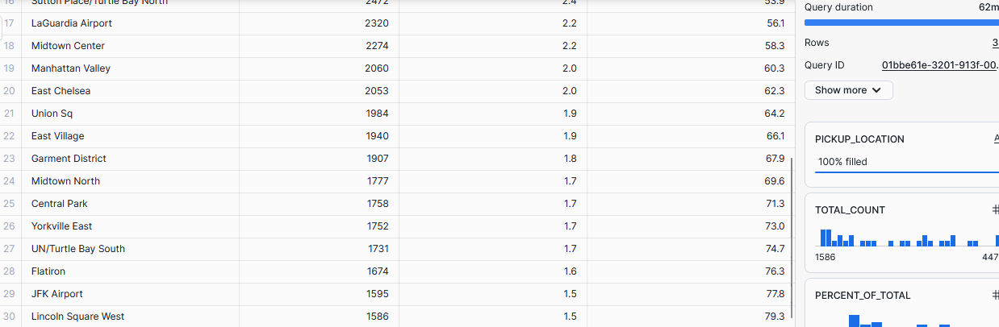 16 Sutton Place/Turtle Bay North 2472 2.4 53.9
17 LaGuardia Airport 2320 2.2 56.1
18 Midtown Center 2274 2.2 58.3
19 Manhattan Valley 2060 2.0 60.3
20 East Chelsea 2053 2.0 62.3
21 Union Sq 1984 1.9 64.2
22 East Village 1940 1.9 66.1
23 Garment District 1907 1.8 67.9
24 Midtown North 1777 1.7 69.6
25 Central Park 1758 1.7 71.3
26 Yorkville East 1752 1.7 73.0
27 UN/Turtle Bay South 1731 1.7 74.7
28 Flatiron 1674 1.6 76.3
29 JFK Airport 1595 1.5 77.8
30 Lincoln Square West 1586 1.5 79.3
Query duration 62m
Rows 3
Query ID 01bbe61e-3201-913f-00.
Show more
PICKUP_LOCATION A
100% filled
TOTAL_COUNT #
1586 447
PERCENT_OF_TOTAL #